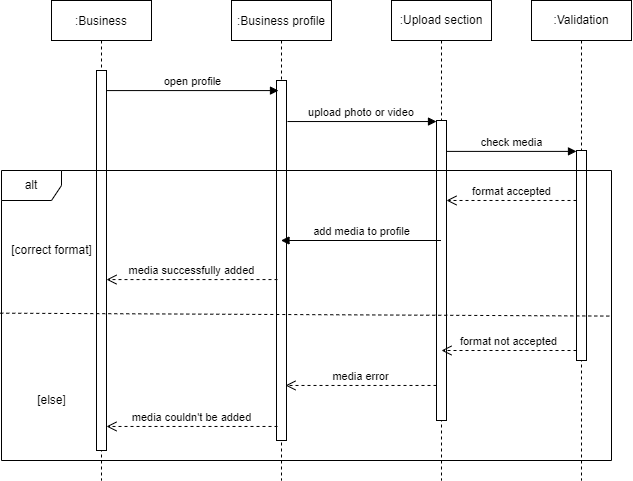 :Business
:Business profile
:Upload section
:Validation
open profile
upload photo or video
check media
alt
format accepted
add media to profile
[correct format]
media successfully added
format not accepted
media error
[else]
media couldn't be added